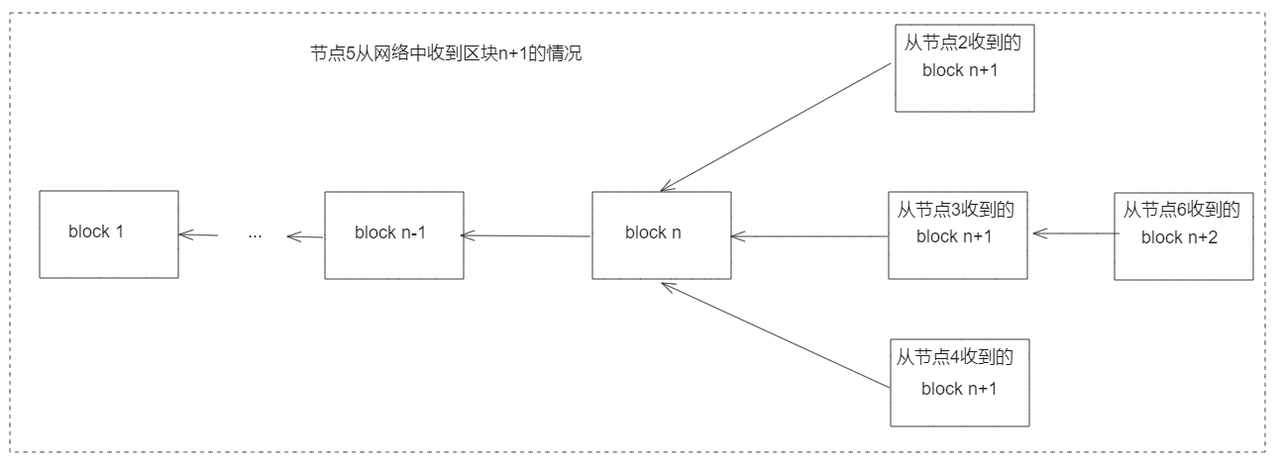 节点5从网络中收到区块n+1的情况
从节点2收到的
block n+1
block 1
...
block n-1
block n
从节点3收到的
block n+1
从节点6收到的
block n+2
从节点4收到的
block n+1